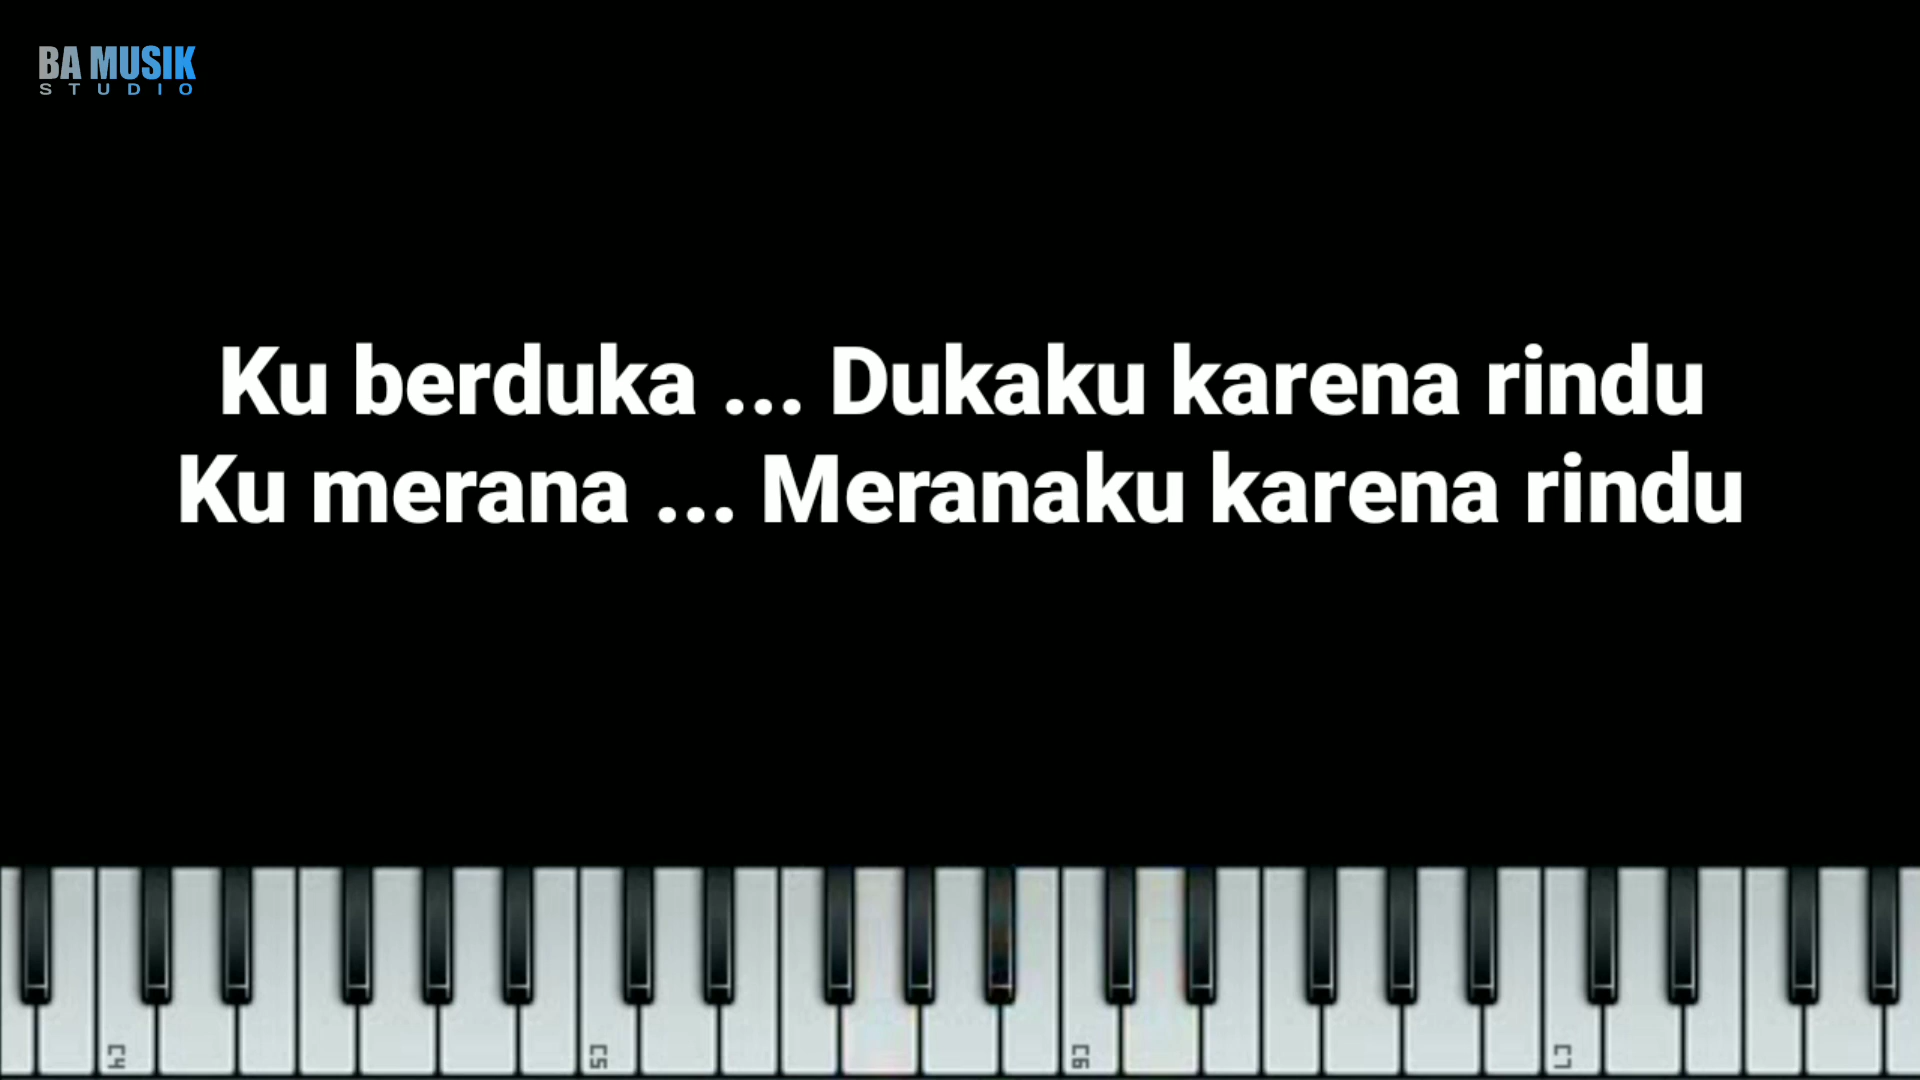 BA MUSIK
STUDIO
Ku berduka ... Dukaku karena rindu
Ku merana ... Meranaku karena rindu
C4 C5 C6 C7